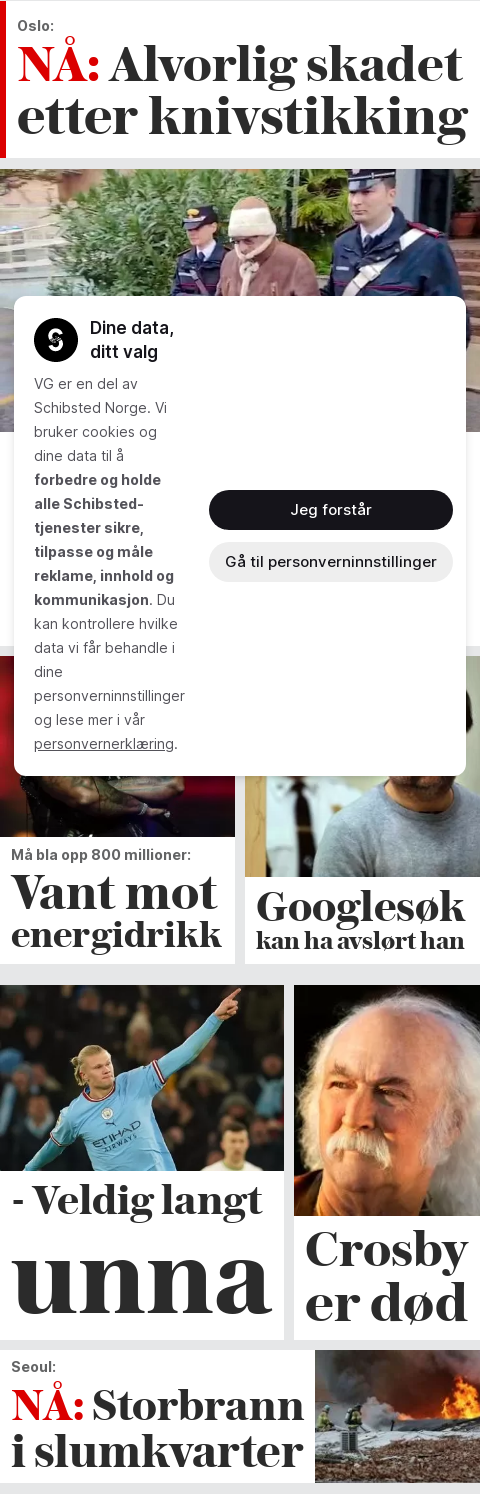 Oslo:
NÅ: Alvorlig skadet
etter knivstikking
Dine data,
ditt valg
VG er en del av
Schibsted Norge. Vi
bruker cookies og
dine data til å
forbedre og holde
alle Schibsted-
tjenester sikre,
tilpasse og måle
reklame, innhold og
kommunikasjon. Du
kan kontrollere hvilke
data vi får behandle i
dine
personverninnstillinger
og lese mer i vår
personvernerklæring.
Jeg forstår
Gå til personverninnstillinger
Må bla opp 800 millioner:
Vant mot
energidrikk
Googlesøk
kan ha avslørt han
ETIHAD
AIRWAYS
- Veldig langt
unna
Crosby
er død
Seoul:
NÅ: Storbrann
i slumkvarter